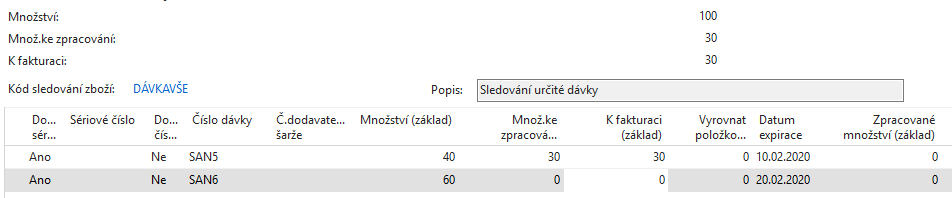 Množství: 100
Množ.ke zpracování: 30
K fakturaci: 30
Kód sledování zboží: DÁVKAVŠE Popis: Sledování určité dávky
Do... Sériové číslo Do... Číslo dávky Č.dodavate... Množství (základ) Množ.ke K fakturaci Vyrovnat Datum Zpracované
sér... čís... šarže zpracová... (základ) položko... expirace množství (základ)
Ano Ne SAN5 40 30 30 0 10.02.2020 0
Ano Ne SAN6 60 0 0 0 20.02.2020 0